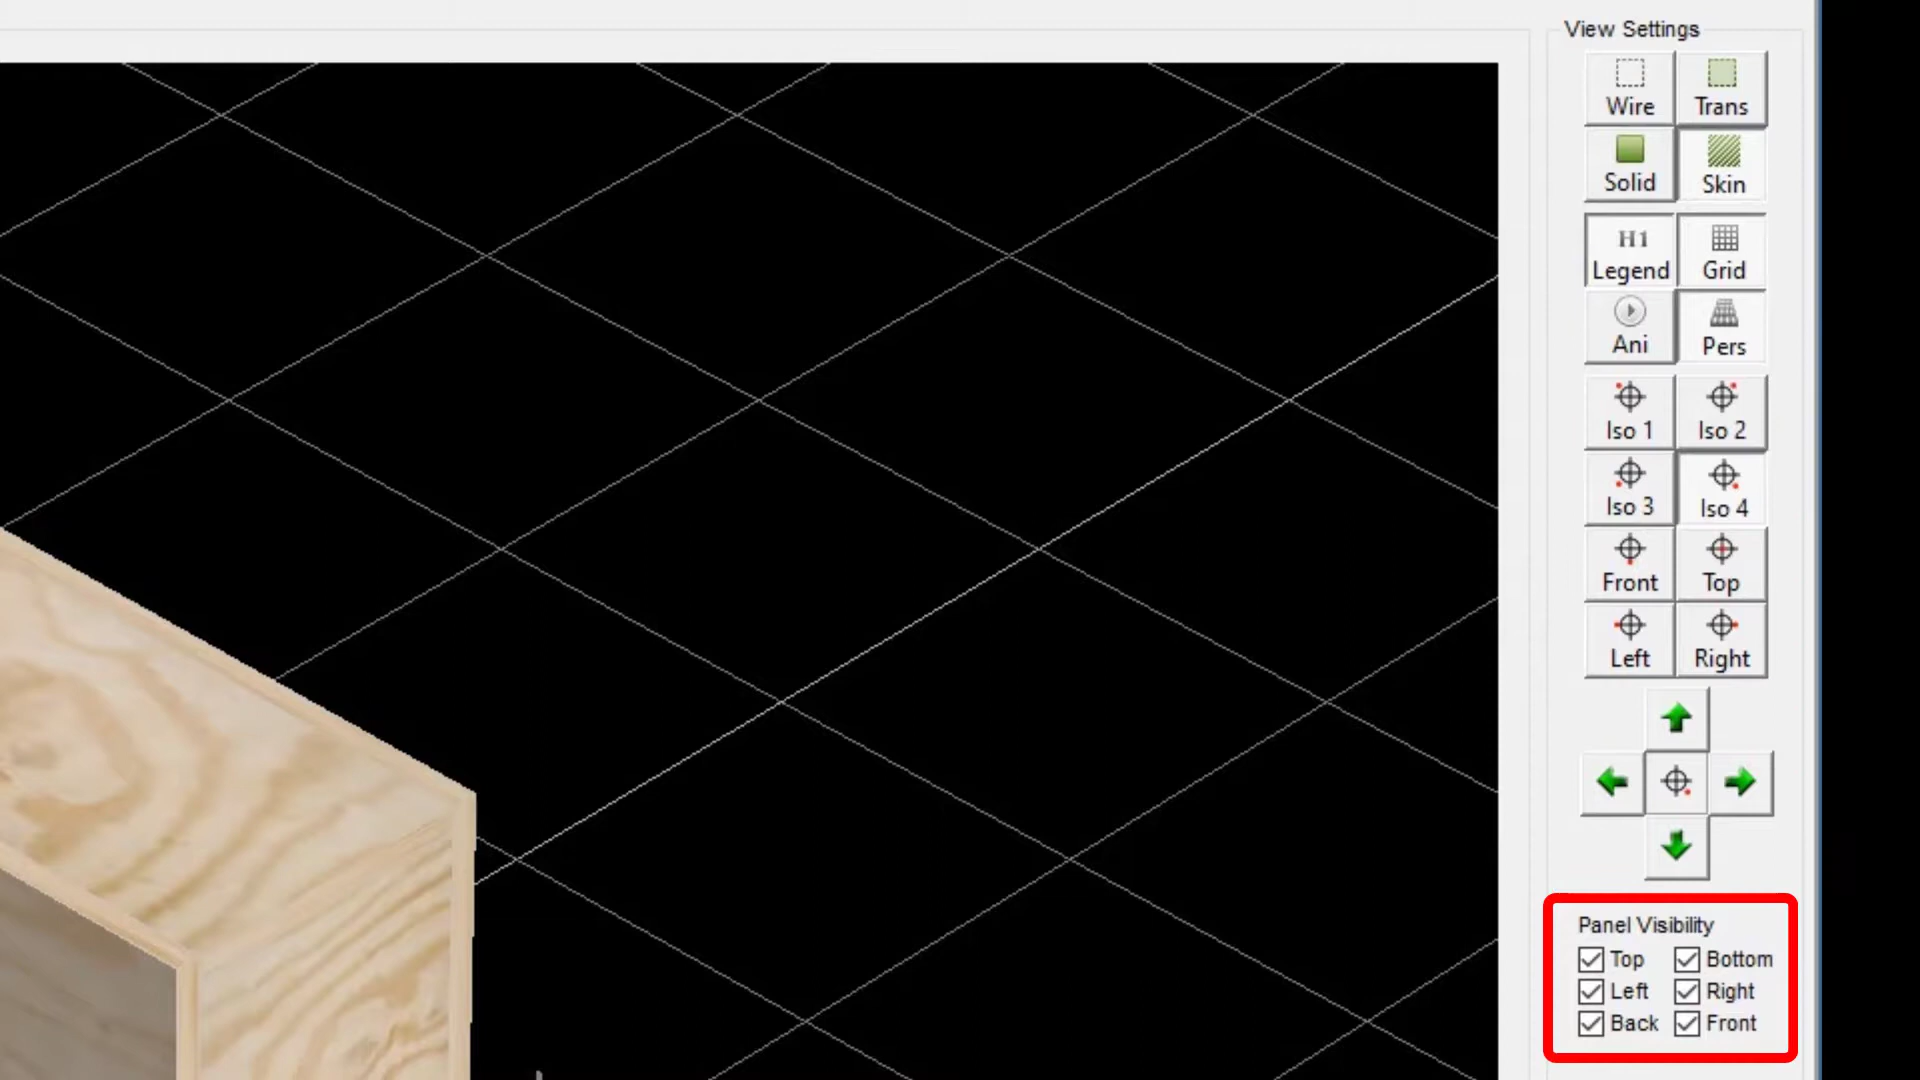 View Settings
Wire Trans
Solid Skin
H1
Legend Grid
Ani Pers
Iso 1 Iso 2
Iso 3 Iso 4
Front Top
Left Right
Panel Visibility
Top Bottom
Left Right
Back Front